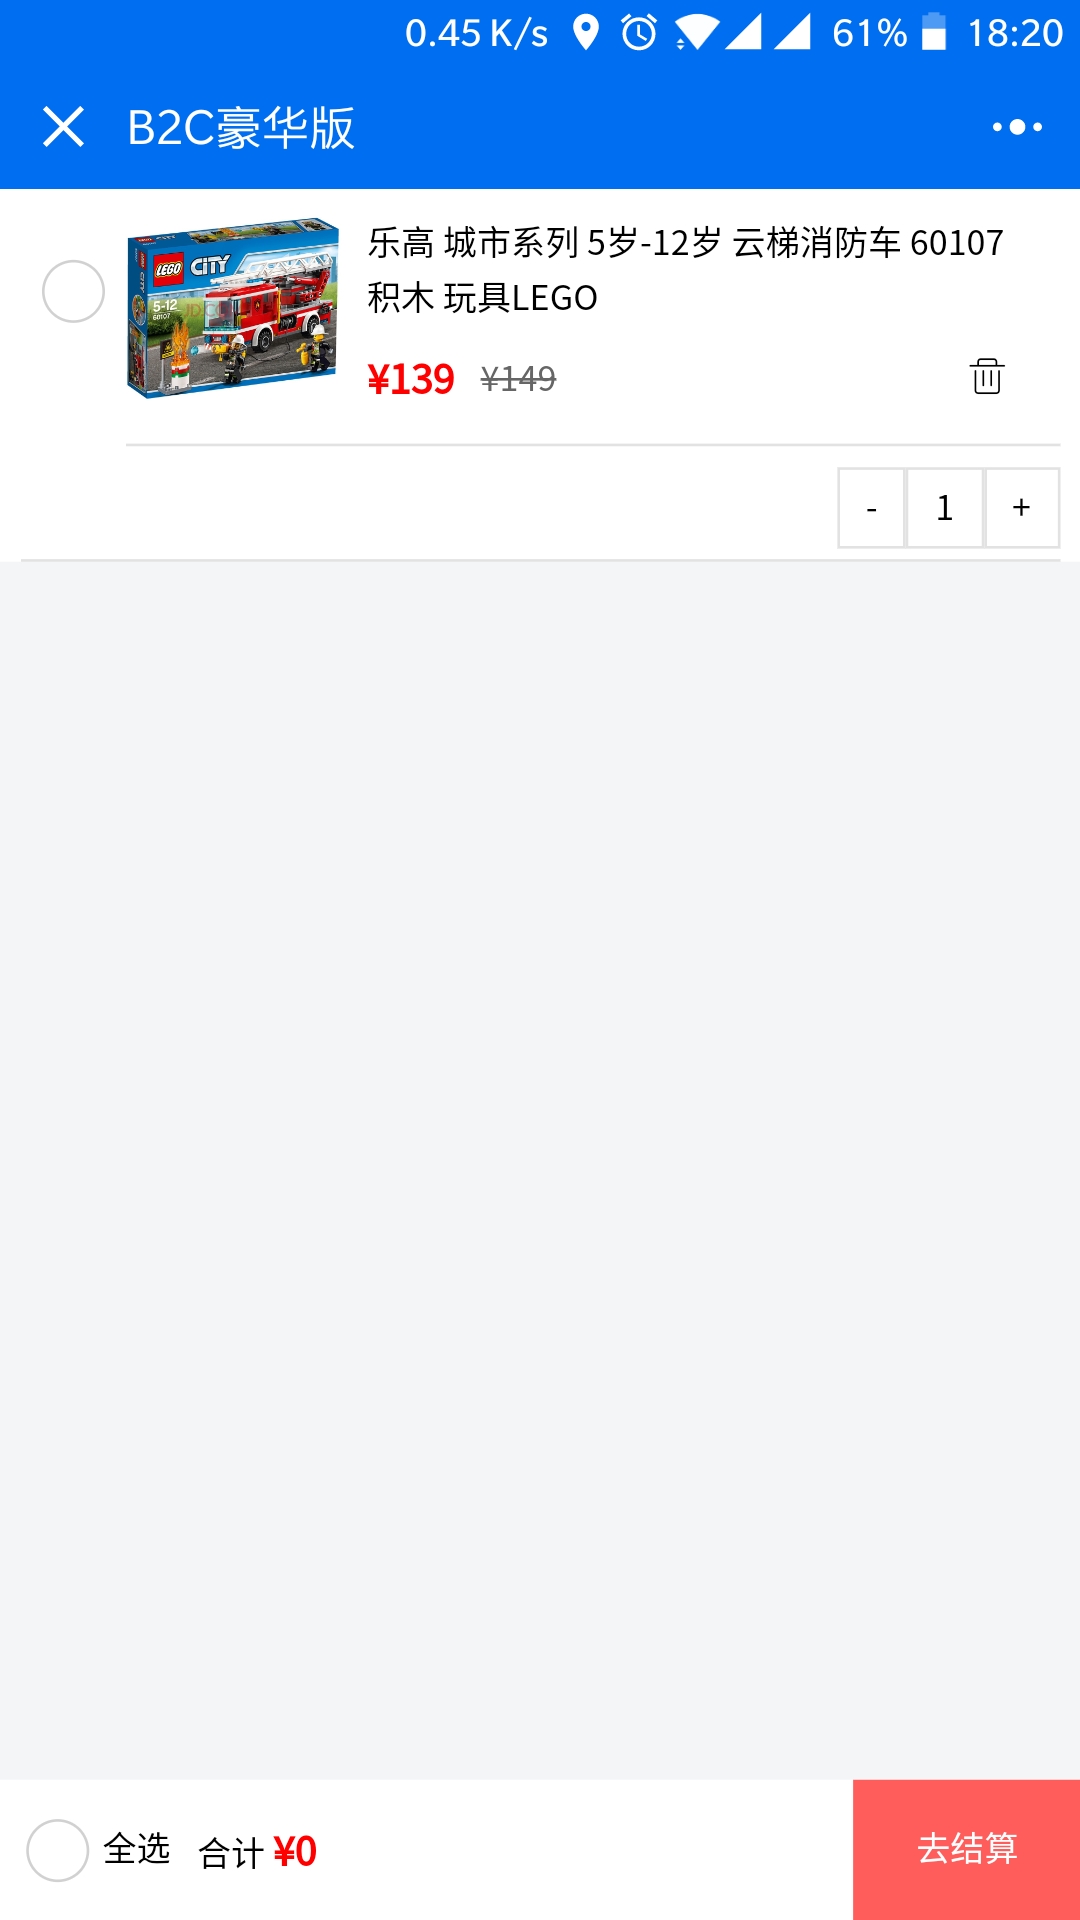 0.45 K/s 61% 18:20
B2C豪华版
乐高 城市系列 5岁-12岁 云梯消防车 60107
积木 玩具LEGO
LEGO CITY
5-12
60107
¥139 ¥149
- 1 +
全选 合计 ¥0
去结算